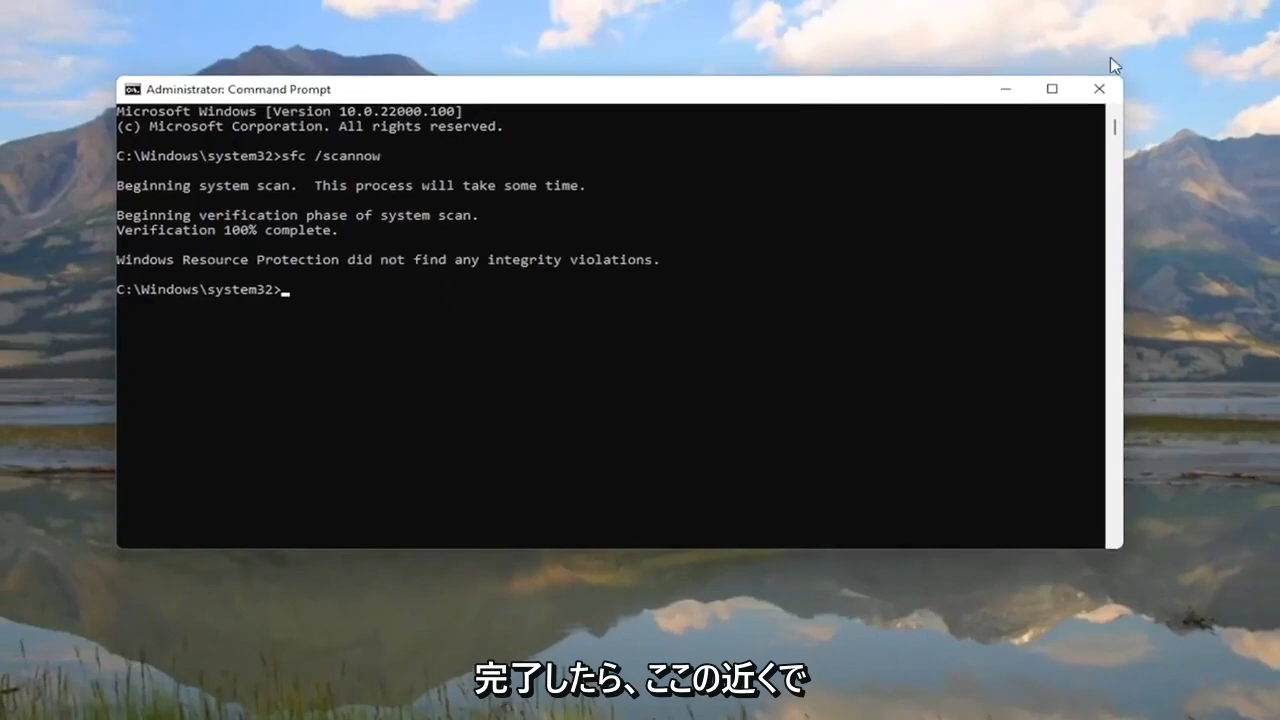 Administrator: Command Prompt
Microsoft Windows [Version 10.0.22000.100]
(c) Microsoft Corporation. All rights reserved.
C:\Windows\system32>sfc /scannow
Beginning system scan.  This process will take some time.
Beginning verification phase of system scan.
Verification 100% complete.
Windows Resource Protection did not find any integrity violations.
C:\Windows\system32>
完了したら、ここの近くで